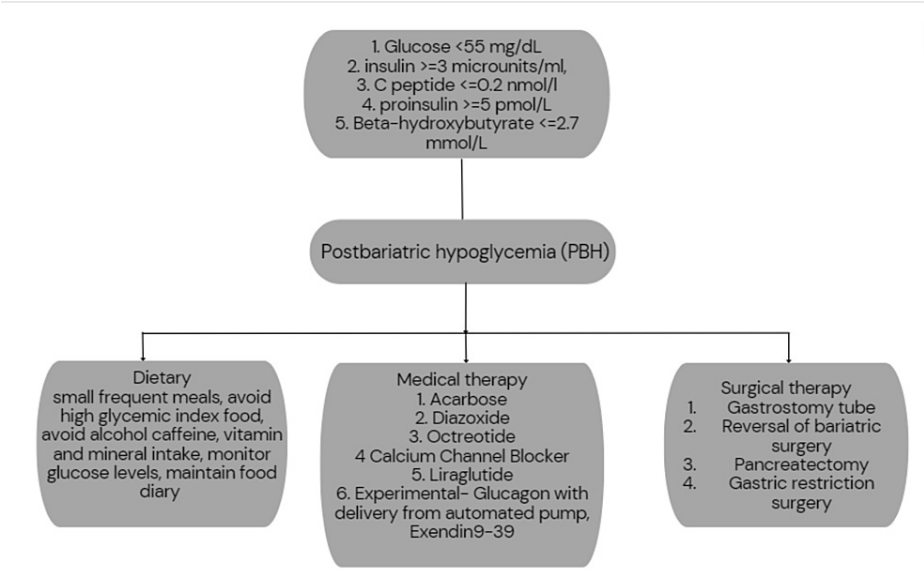 1. Glucose <55 mg/dL
2. insulin >=3 microunits/ml,
3. C peptide <=0.2 nmol/l
4. proinsulin >=5 pmol/L
5. Beta-hydroxybutyrate <=2.7
mmol/L
Postbariatric hypoglycemia (PBH)
Dietary
small frequent meals, avoid
high glycemic index food,
avoid alcohol caffeine, vitamin
and mineral intake, monitor
glucose levels, maintain food
diary
Medical therapy
1. Acarbose
2. Diazoxide
3. Octreotide
4 Calcium Channel Blocker
5. Liraglutide
6. Experimental- Glucagon with
delivery from automated pump,
Exendin9-39
Surgical therapy
1. Gastrostomy tube
2. Reversal of bariatric
surgery
3. Pancreatectomy
4. Gastric restriction
surgery